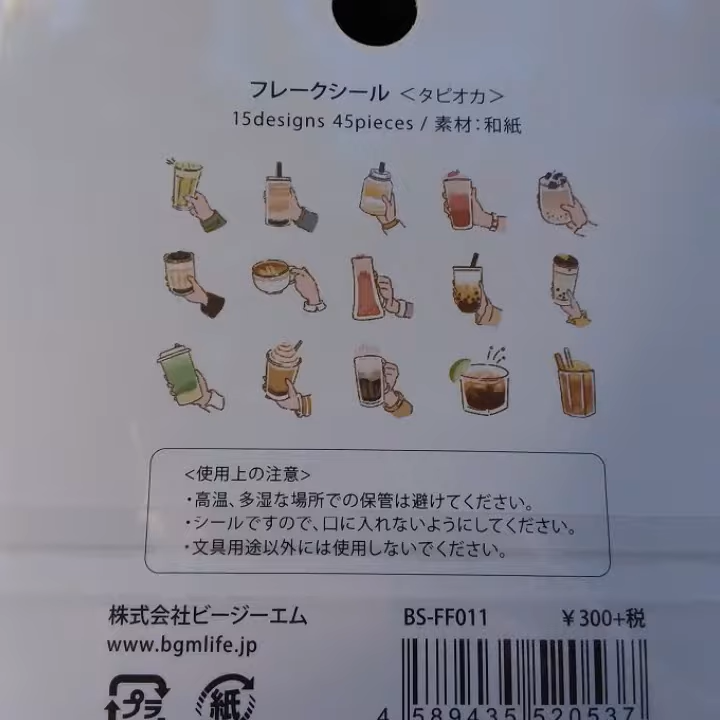 フレークシール <タピオカ>
15designs 45pieces / 素材:和紙
<使用上の注意>
・高温、多湿な場所での保管は避けてください。
・シールですので、口に入れないようにしてください。
・文具用途以外には使用しないでください。
株式会社ビージーエム
BS-FF011 ¥300+税
www.bgmlife.jp
プラ
紙
4 589435 520537